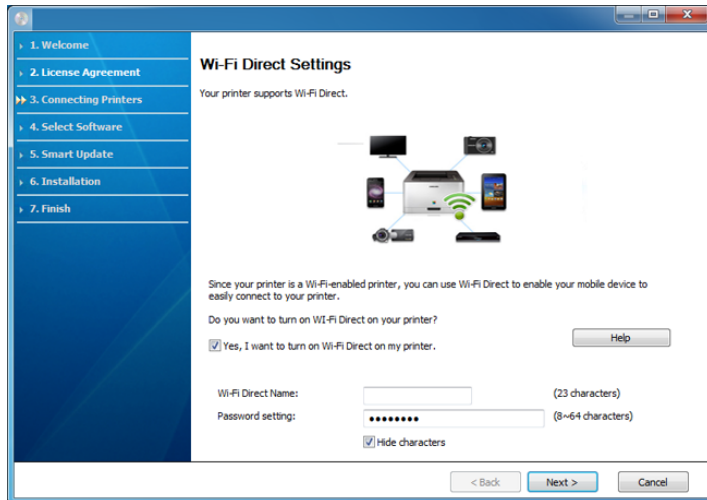 1. Welcome
2. License Agreement
3. Connecting Printers
4. Select Software
5. Smart Update
6. Installation
7. Finish
Wi-Fi Direct Settings
Your printer supports Wi-Fi Direct.
Since your printer is a Wi-Fi-enabled printer, you can use Wi-Fi Direct to enable your mobile device to
easily connect to your printer.
Do you want to turn on WI-Fi Direct on your printer?
Yes, I want to turn on Wi-Fi Direct on my printer.
Help
Wi-Fi Direct Name: (23 characters)
Password setting: ●●●●●●●● (8~64 characters)
Hide characters
< Back Next > Cancel